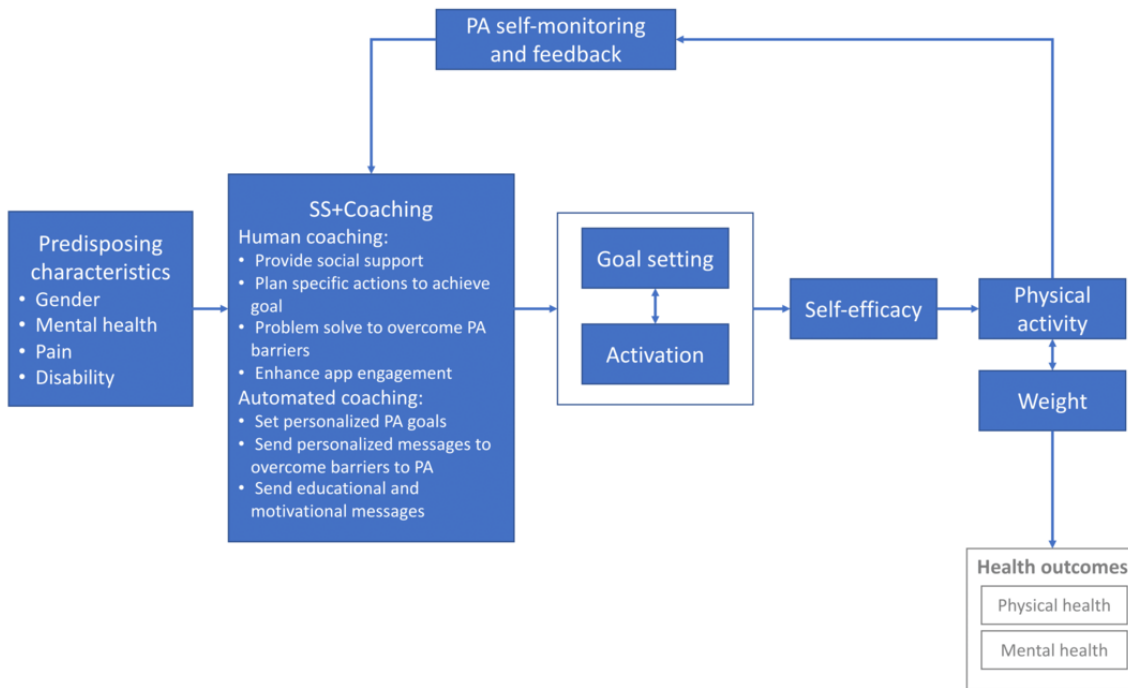 PA self-monitoring
and feedback
Predisposing
characteristics
• Gender
• Mental health
• Pain
• Disability
SS+Coaching
Human coaching:
• Provide social support
• Plan specific actions to achieve
goal
• Problem solve to overcome PA
barriers
• Enhance app engagement
Automated coaching:
• Set personalized PA goals
• Send personalized messages to
overcome barriers to PA
• Send educational and
motivational messages
Goal setting
Activation
Self-efficacy
Physical
activity
Weight
Health outcomes
Physical health
Mental health